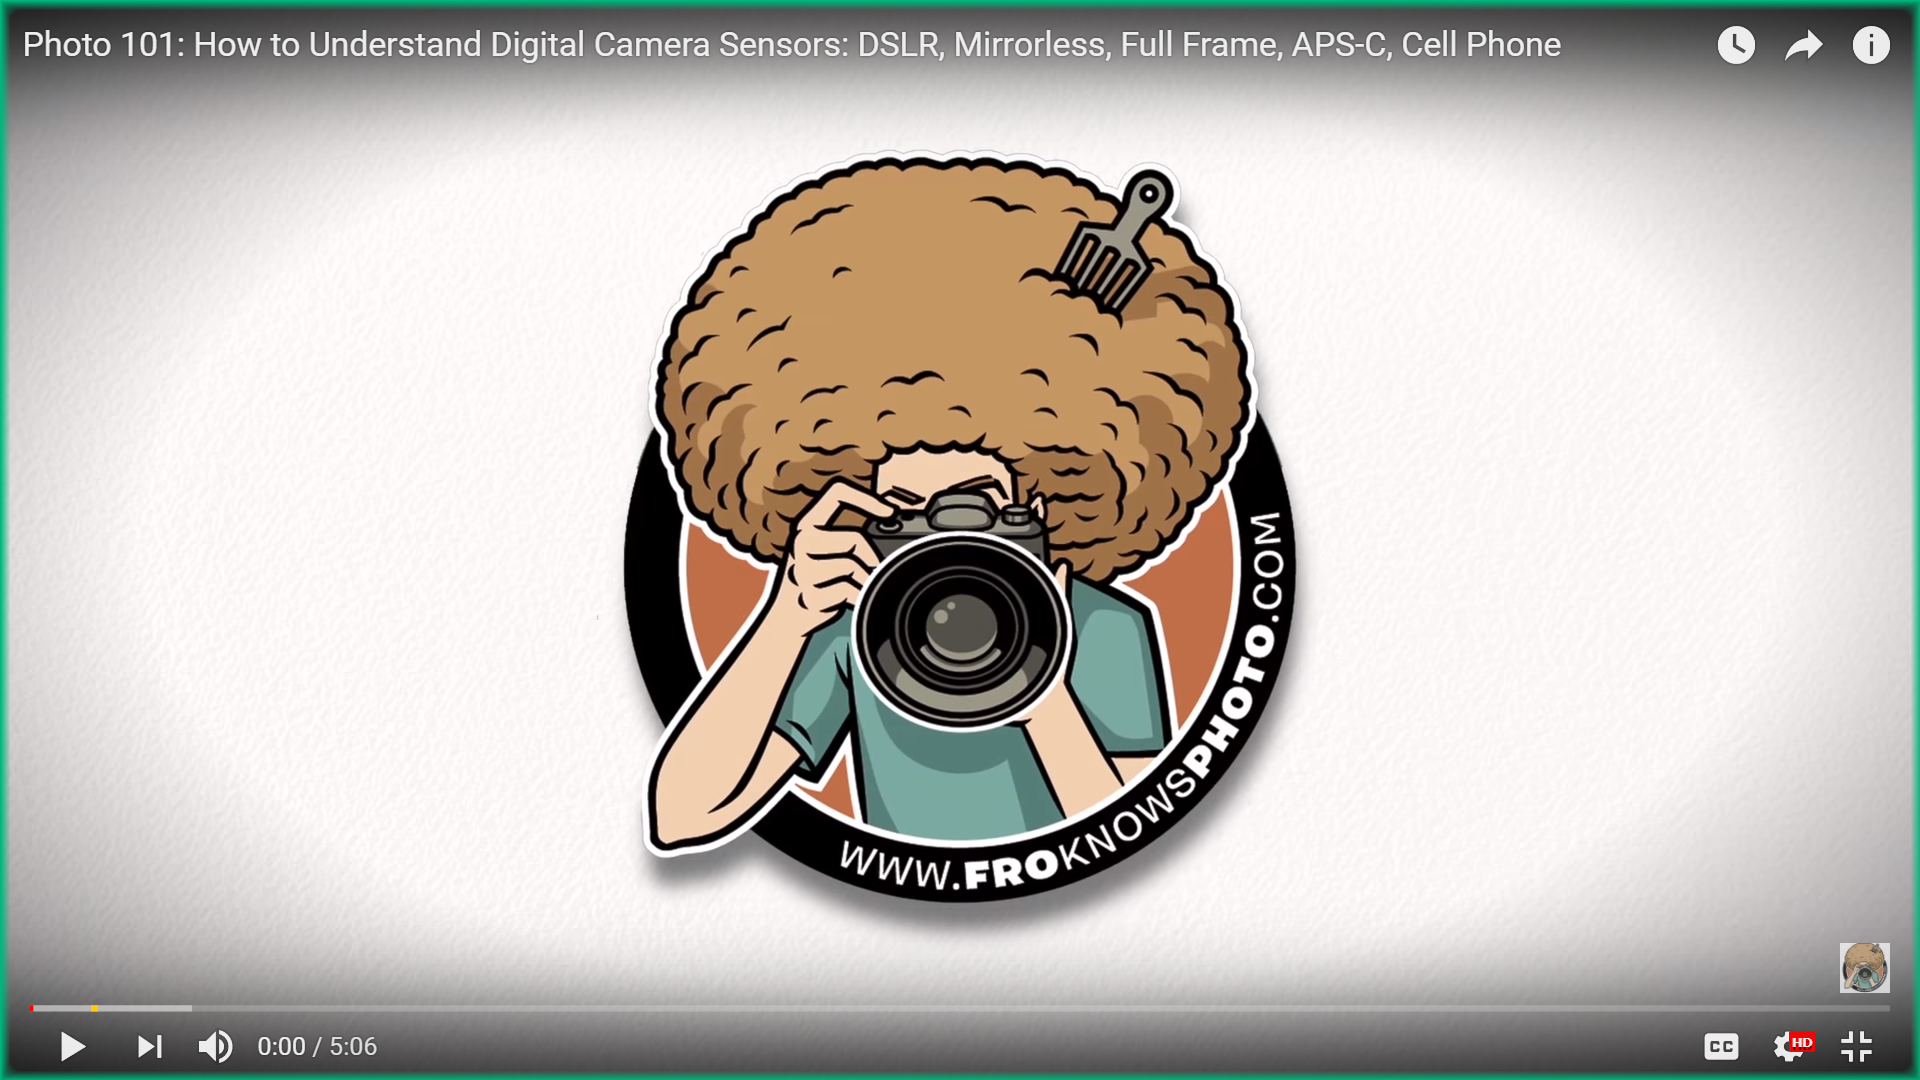 Photo 101: How to Understand Digital Camera Sensors: DSLR, Mirrorless, Full Frame, APS-C, Cell Phone
WWW.FROKNOWSPHOTO.COM
0:00 / 5:06
CC
HD